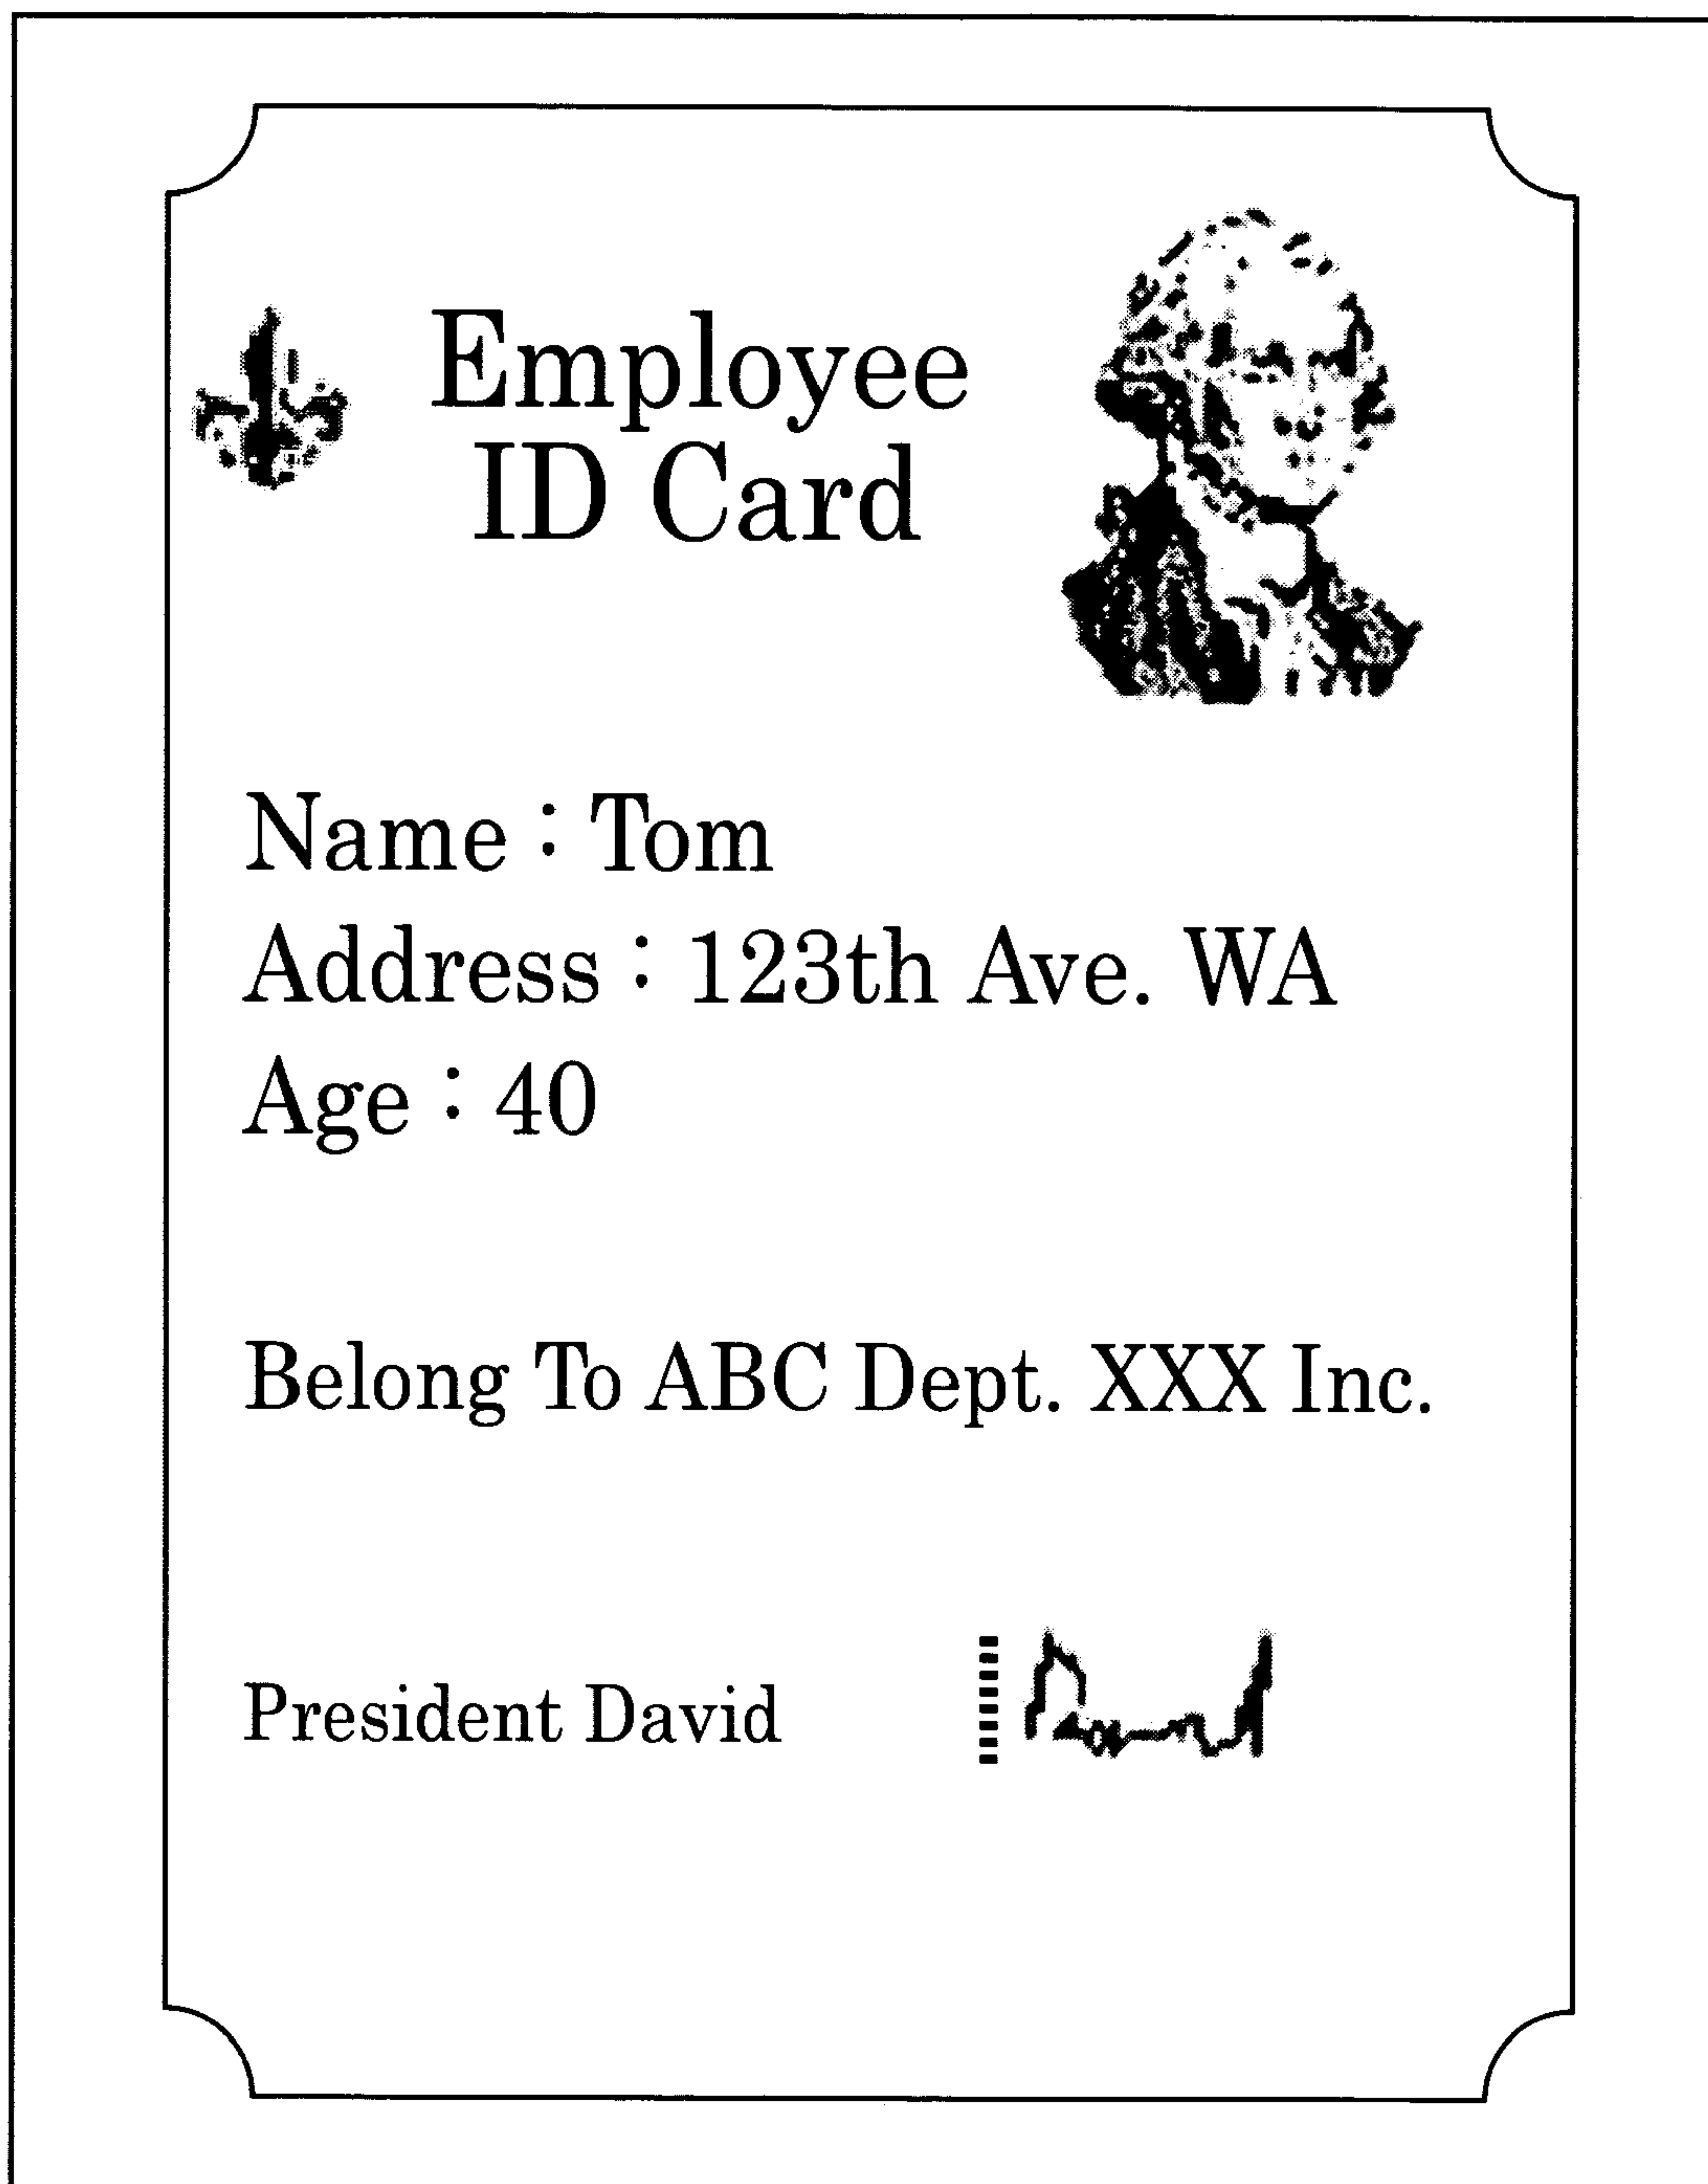 Employee
ID Card
Name : Tom
Address : 123th Ave. WA
Age : 40
Belong To ABC Dept. XXX Inc.
President David